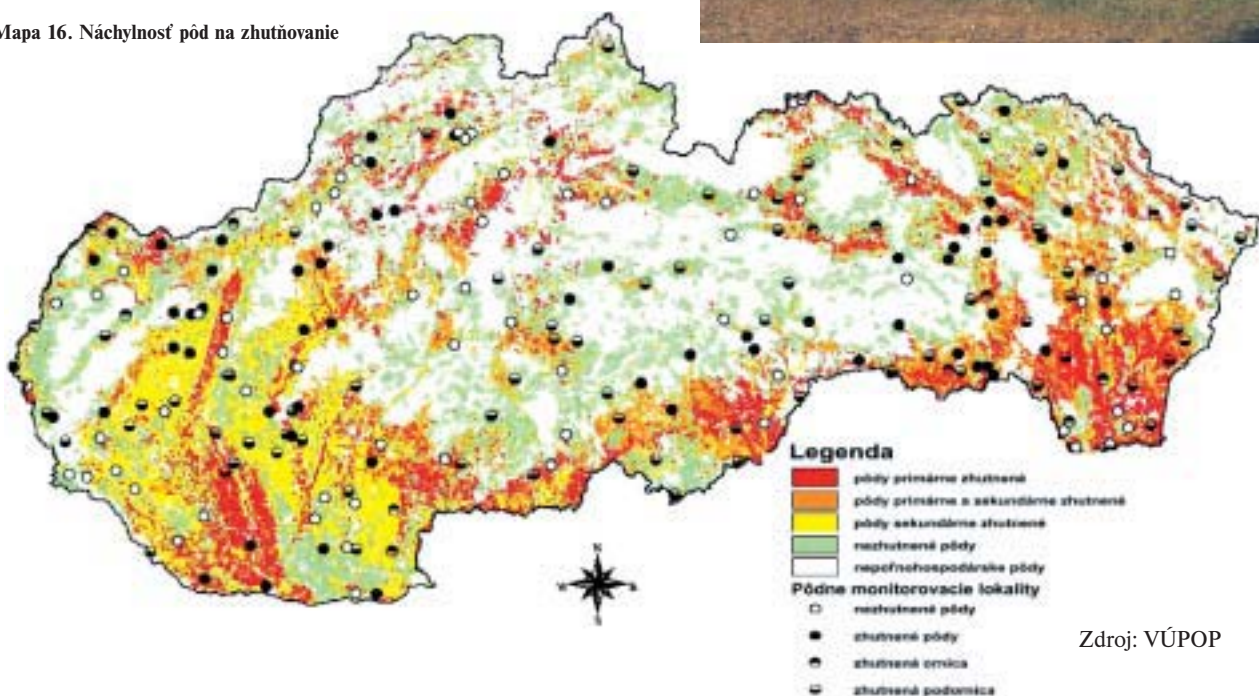 Mapa 16. Náchylnosť pôd na zhutňovanie
N
Legenda
pôdy primárne zhutnené
pôdy primárne a sekundárne zhutnené
pôdy sekundárne zhutnené
nezhutnené pôdy
nepoľnohospodárske pôdy
Pôdne monitorovacie lokality
nezhutnené pôdy
zhutnené pôdy
zhutnená ornica
zhutnená podornica
Zdroj: VÚPOP